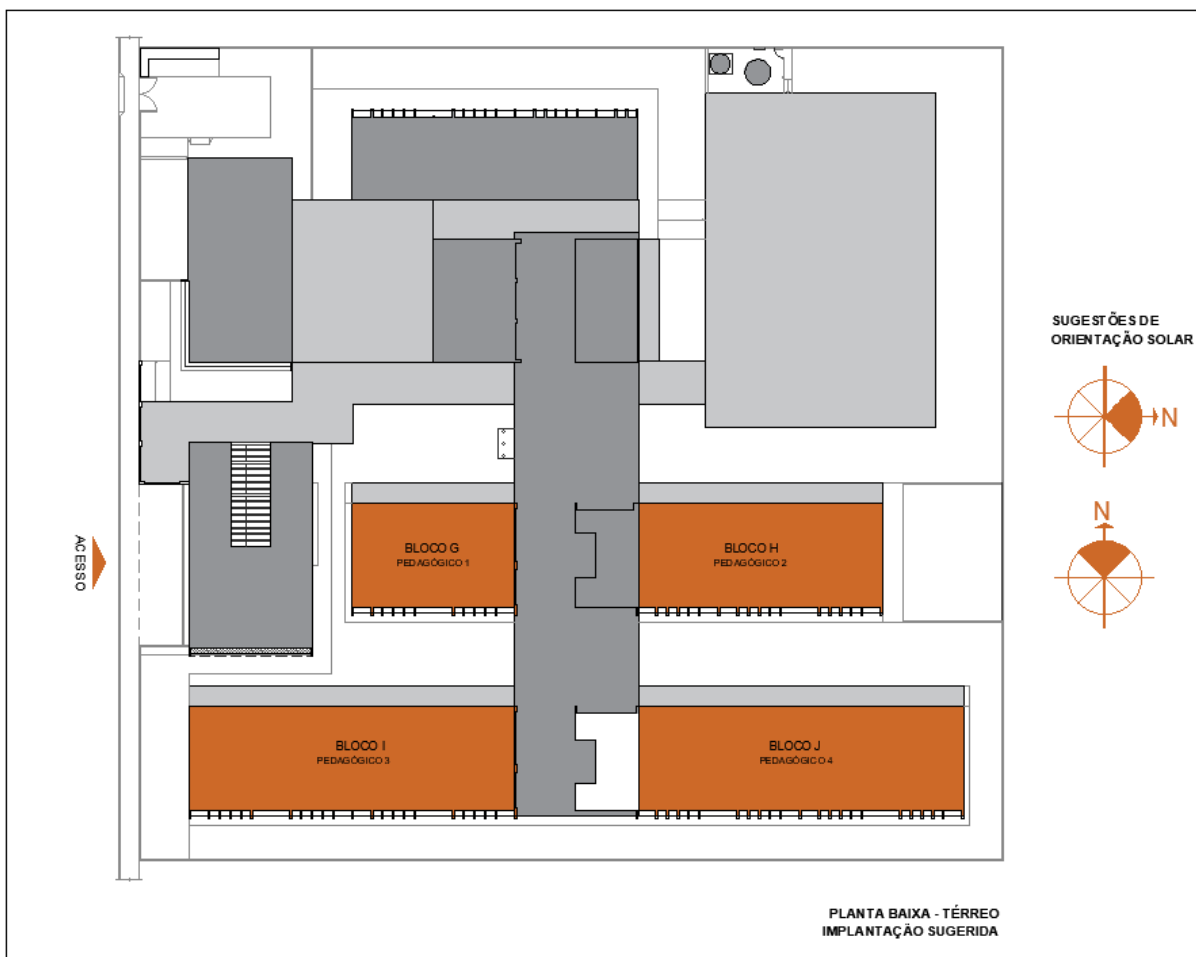 SUGESTÕES DE
ORIENTAÇÃO SOLAR
N
N
ACESSO
BLOCO G
PEDAGÓGICO 1
BLOCO H
PEDAGÓGICO 2
BLOCO I
PEDAGÓGICO 3
BLOCO J
PEDAGÓGICO 4
PLANTA BAIXA - TÉRREO
IMPLANTAÇÃO SUGERIDA